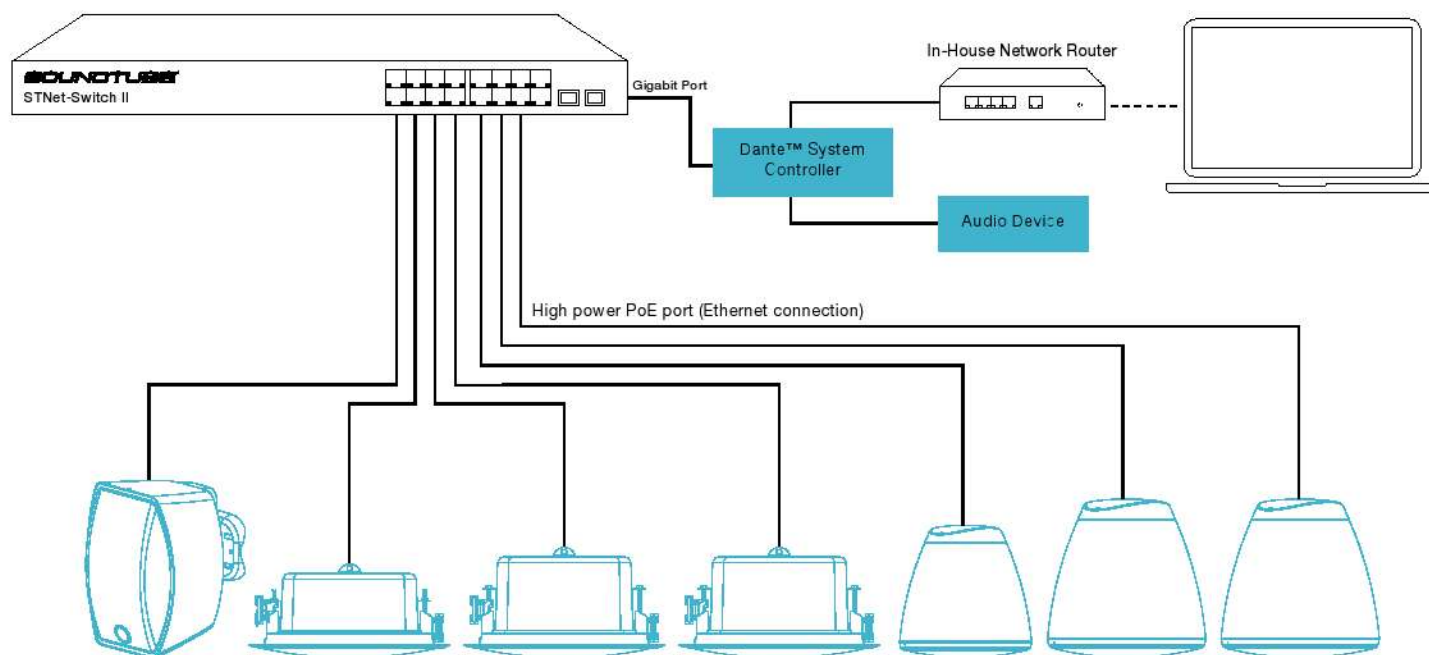 SOUNDTUBE
STNet-Switch II
Gigabit Port
In-House Network Router
Dante™ System
Controller
Audio Device
High power PoE port (Ethernet connection)